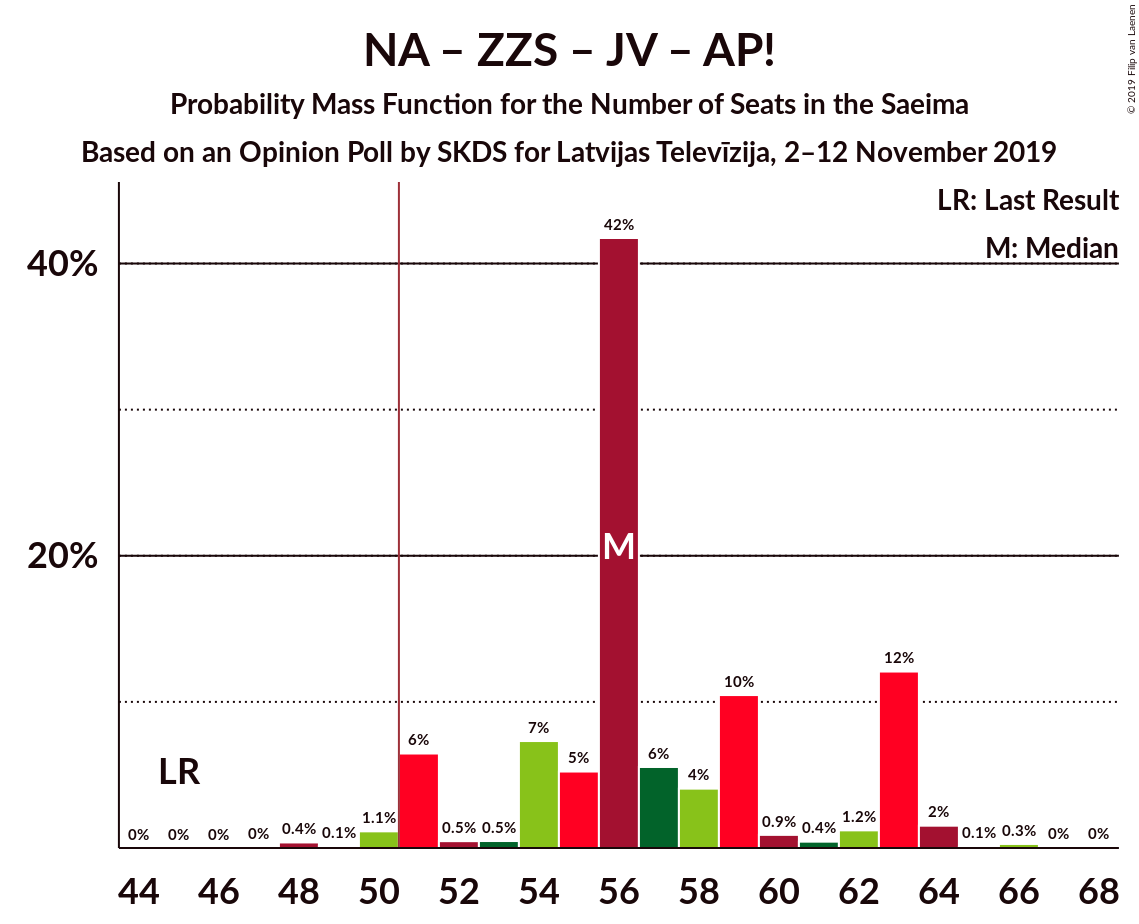 NA – ZZS – JV – AP!
Probability Mass Function for the Number of Seats in the Saeima
Based on an Opinion Poll by SKDS for Latvijas Televīzija, 2–12 November 2019
© 2019 Filip van Laenen
LR: Last Result
M: Median
40%
20%
42%
M
LR
0% 0% 0% 0% 0.4% 0.1% 1.1% 6% 0.5% 0.5% 7% 5% 6% 4% 10% 0.9% 0.4% 1.2% 12% 2% 0.1% 0.3% 0% 0%
44 46 48 50 52 54 56 58 60 62 64 66 68